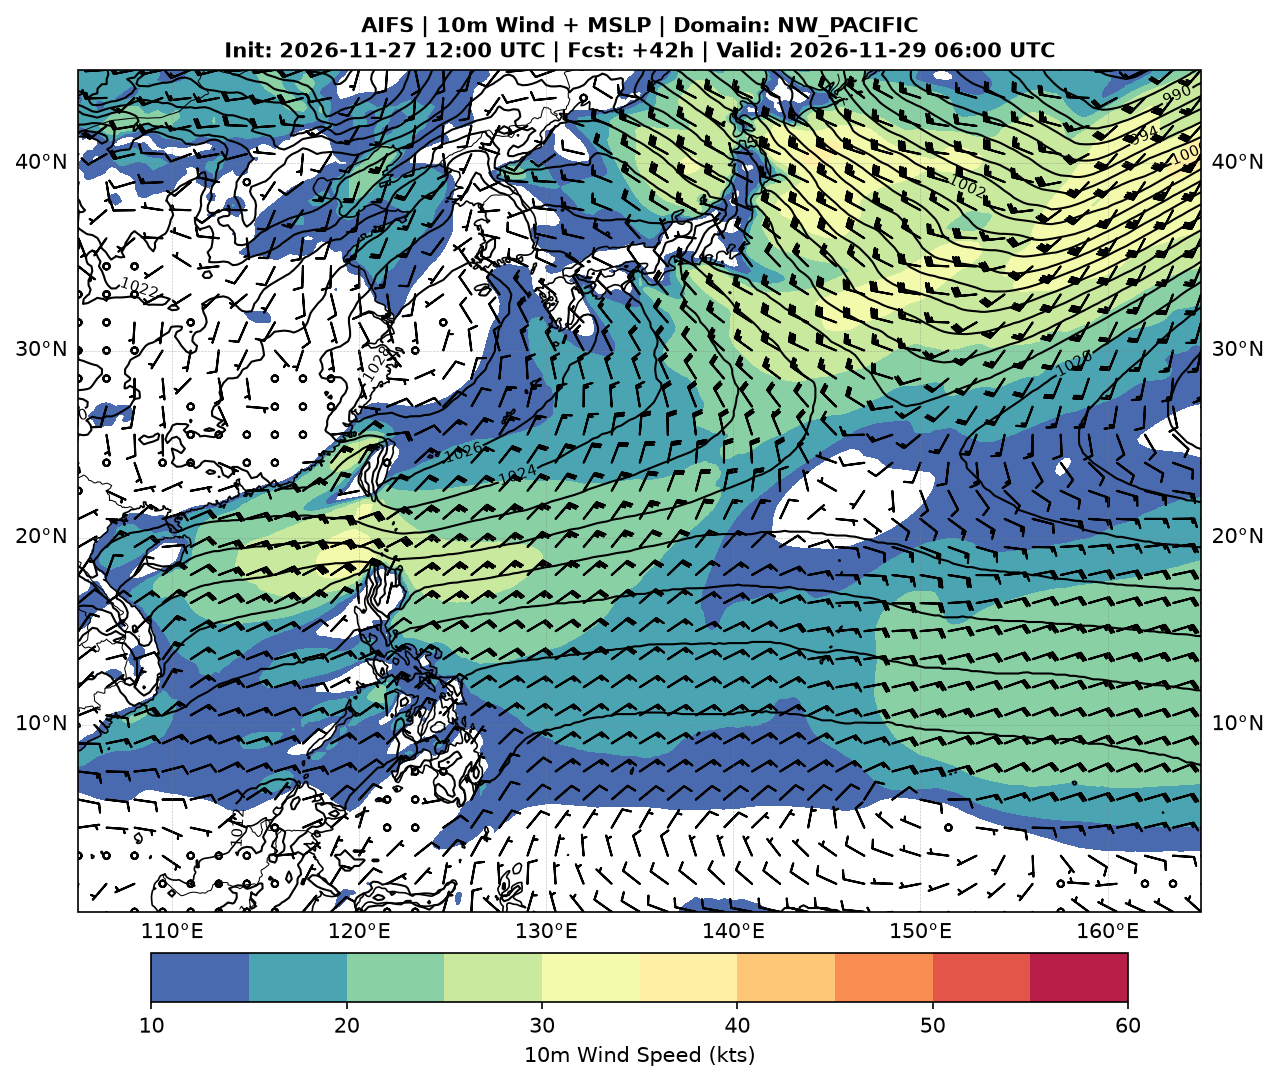 AIFS | 10m Wind + MSLP | Domain: NW_PACIFIC
Init: 2026-11-27 12:00 UTC | Fcst: +42h | Valid: 2026-11-29 06:00 UTC
990
994
1002
40°N
40°N
1022
1028
1020
30°N
30°N
1026
1024
20°N
20°N
10°N
10°N
110°E
120°E
130°E
140°E
150°E
160°E
10
20
30
40
50
60
10m Wind Speed (kts)